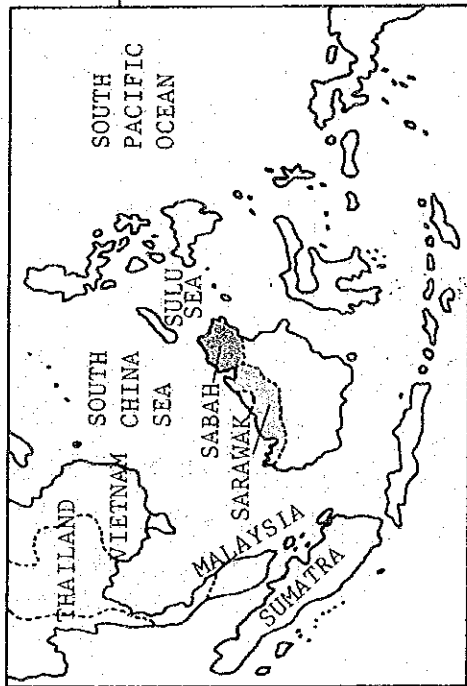 THAILAND
VIETNAM
SOUTH
CHINA
SEA
SOUTH
PACIFIC
OCEAN
SULU
SEA
SABAH
SARAWAK
MALAYSIA
SUMATRA